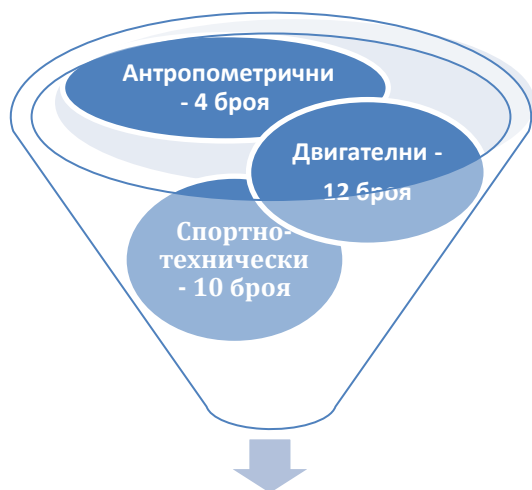 Антропометрични
- 4 броя
Двигателни -
12 броя
Спортно-
технически
- 10 броя